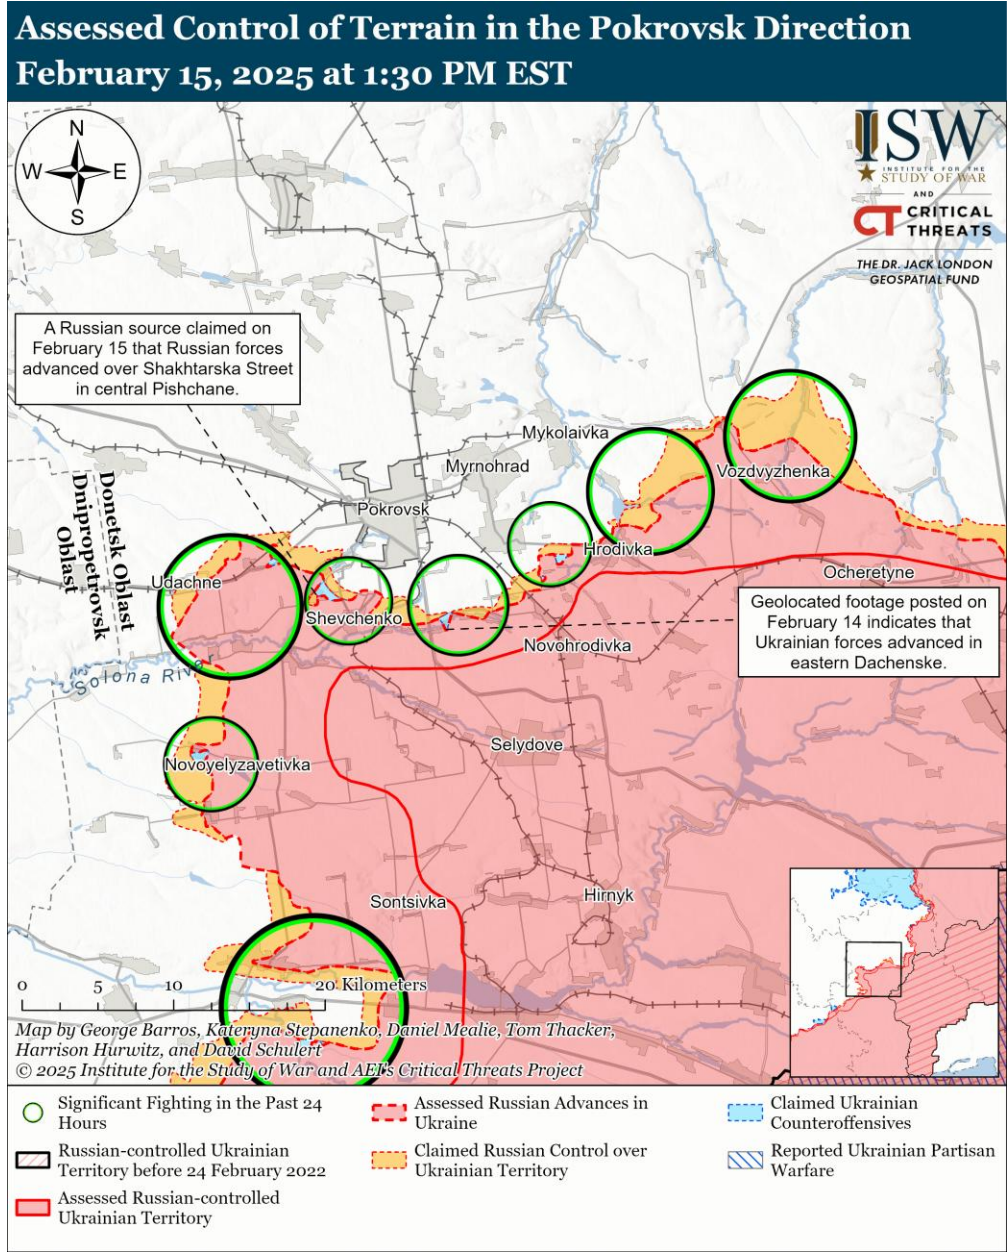 Assessed Control of Terrain in the Pokrovsk Direction
February 15, 2025 at 1:30 PM EST
N
W E
S
ISW
INSTITUTE FOR THE
STUDY OF WAR
AND
CT CRITICAL
THREATS
THE DR. JACK LONDON
GEOSPATIAL FUND
A Russian source claimed on
February 15 that Russian forces
advanced over Shakhtarska Street
in central Pishchane.
Mykolaivka
Myrnohrad
Vozdvyzhenka
Pokrovsk
Donetsk Oblast
Dnipropetrovsk
Oblast
Hrodivka
Udachne
Ocheretyne
Shevchenko
Geolocated footage posted on
February 14 indicates that
Ukrainian forces advanced in
eastern Dachenske.
Novohrodivka
Solona River
Selydove
Novoyelyzavetivka
Sontsivka
Hirnyk
0 5 10 20 Kilometers
Map by George Barros, Kateryna Stepanenko, Daniel Mealie, Tom Thacker,
Harrison Hurwitz, and David Schulert
© 2025 Institute for the Study of War and AEI's Critical Threats Project
Significant Fighting in the Past 24
Hours
Russian-controlled Ukrainian
Territory before 24 February 2022
Assessed Russian-controlled
Ukrainian Territory
Assessed Russian Advances in
Ukraine
Claimed Russian Control over
Ukrainian Territory
Claimed Ukrainian
Counteroffensives
Reported Ukrainian Partisan
Warfare